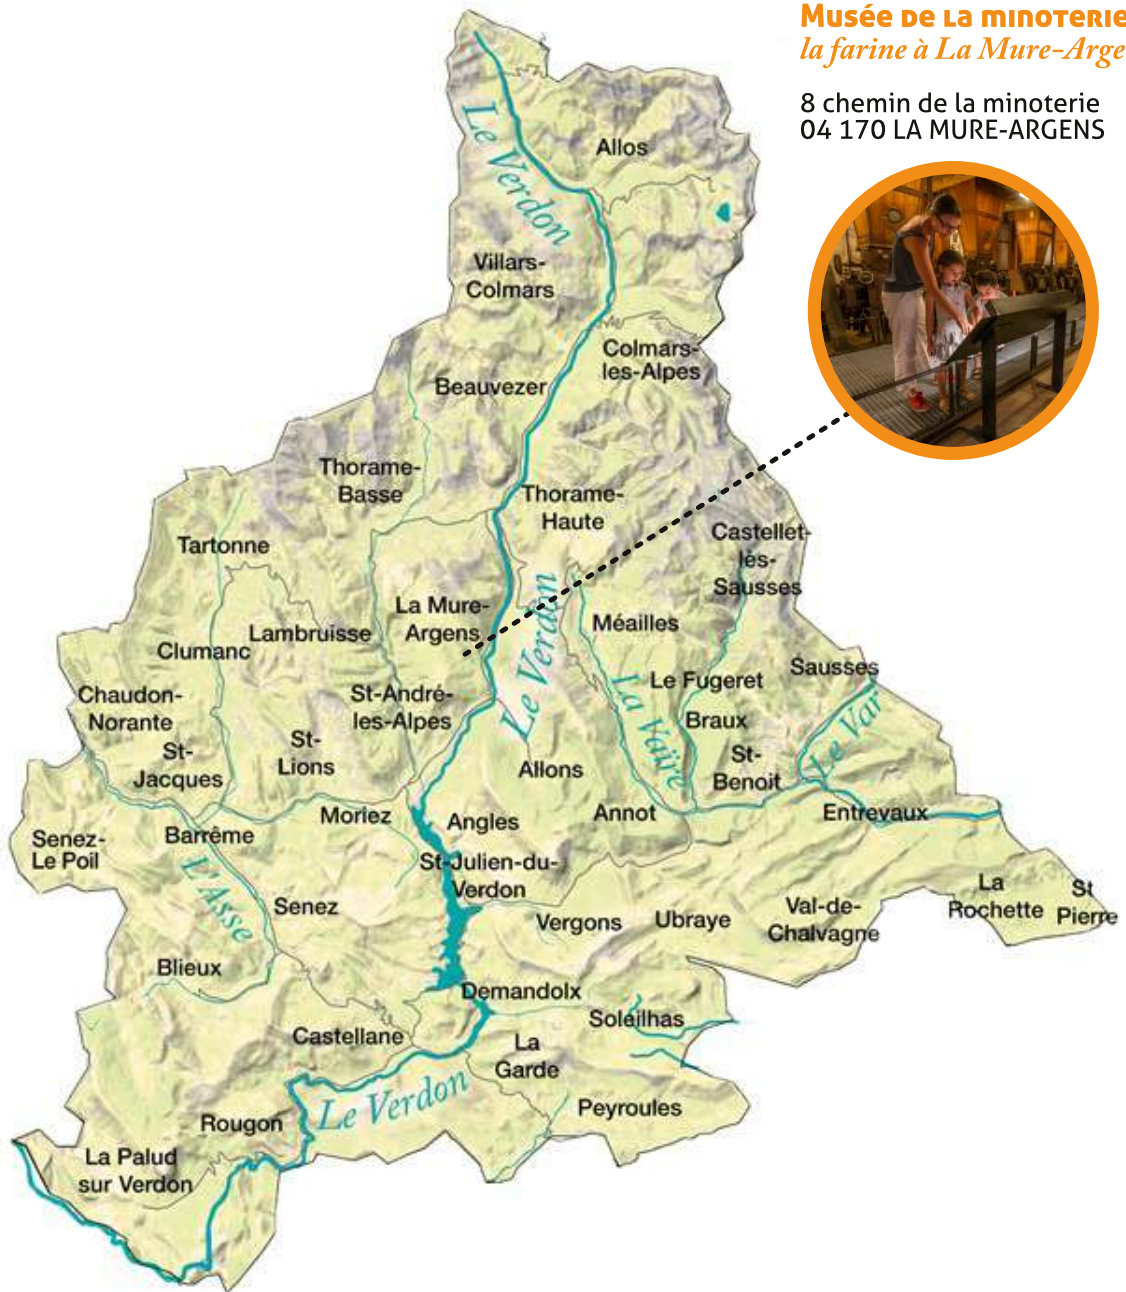 Musée de la minoterie
la farine à La Mure-Arge
8 chemin de la minoterie
04 170 LA MURE-ARGENS
Le Verdon
Allos
Villars-
Colmars
Colmars-
les-Alpes
Beauvezer
Thorame-
Basse
Thorame-
Haute
Castellet-
lès-
Sausses
Tartonne
La Mure-
Argens
Le Verdon
Méailles
Lambruisse
Clumanc
Sausses
Le Fugeret
Chaudon-
Norante
St-André-
les-Alpes
La Vaïre
Braux
Le Var
St-
Jacques
St-
Lions
Allons
St-
Benoit
Moriez
Angles
Annot
Entrevaux
Senez-
Le Poil
Barrême
St-Julien-du-
Verdon
L'Asse
Senez
Vergons
Ubraye
Val-de-
Chalvagne
La
Rochette
St
Pierre
Blieux
Demandolx
Soleilhas
Castellane
La
Garde
Le Verdon
Peyroules
Rougon
La Palud
sur Verdon